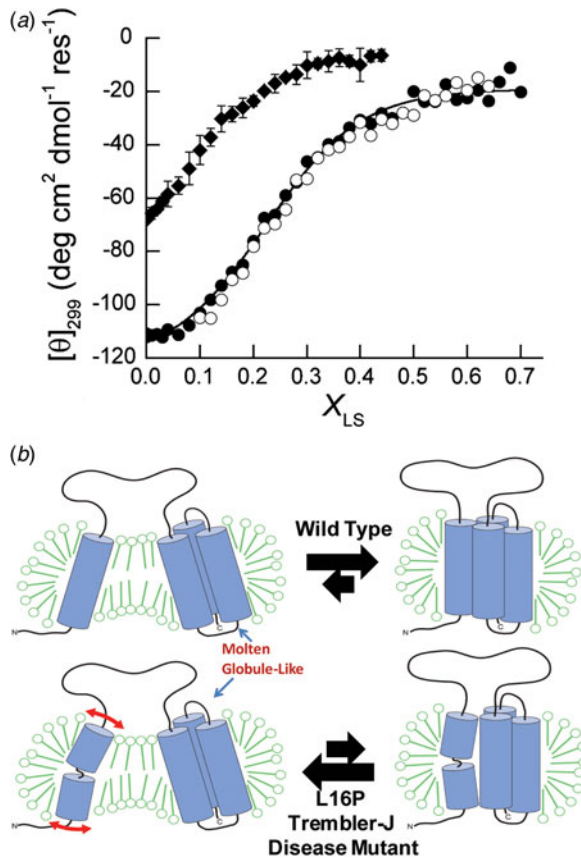 (a)
0
-20
-40
-60
-80
-100
-120
[θ]299 (deg cm² dmol⁻¹ res⁻¹)
0.0 0.1 0.2 0.3 0.4 0.5 0.6 0.7
XLS
(b)
Wild Type
N
C
C
N
Molten
Globule-Like
N
C
C
N
L16P
Trembler-J
Disease Mutant